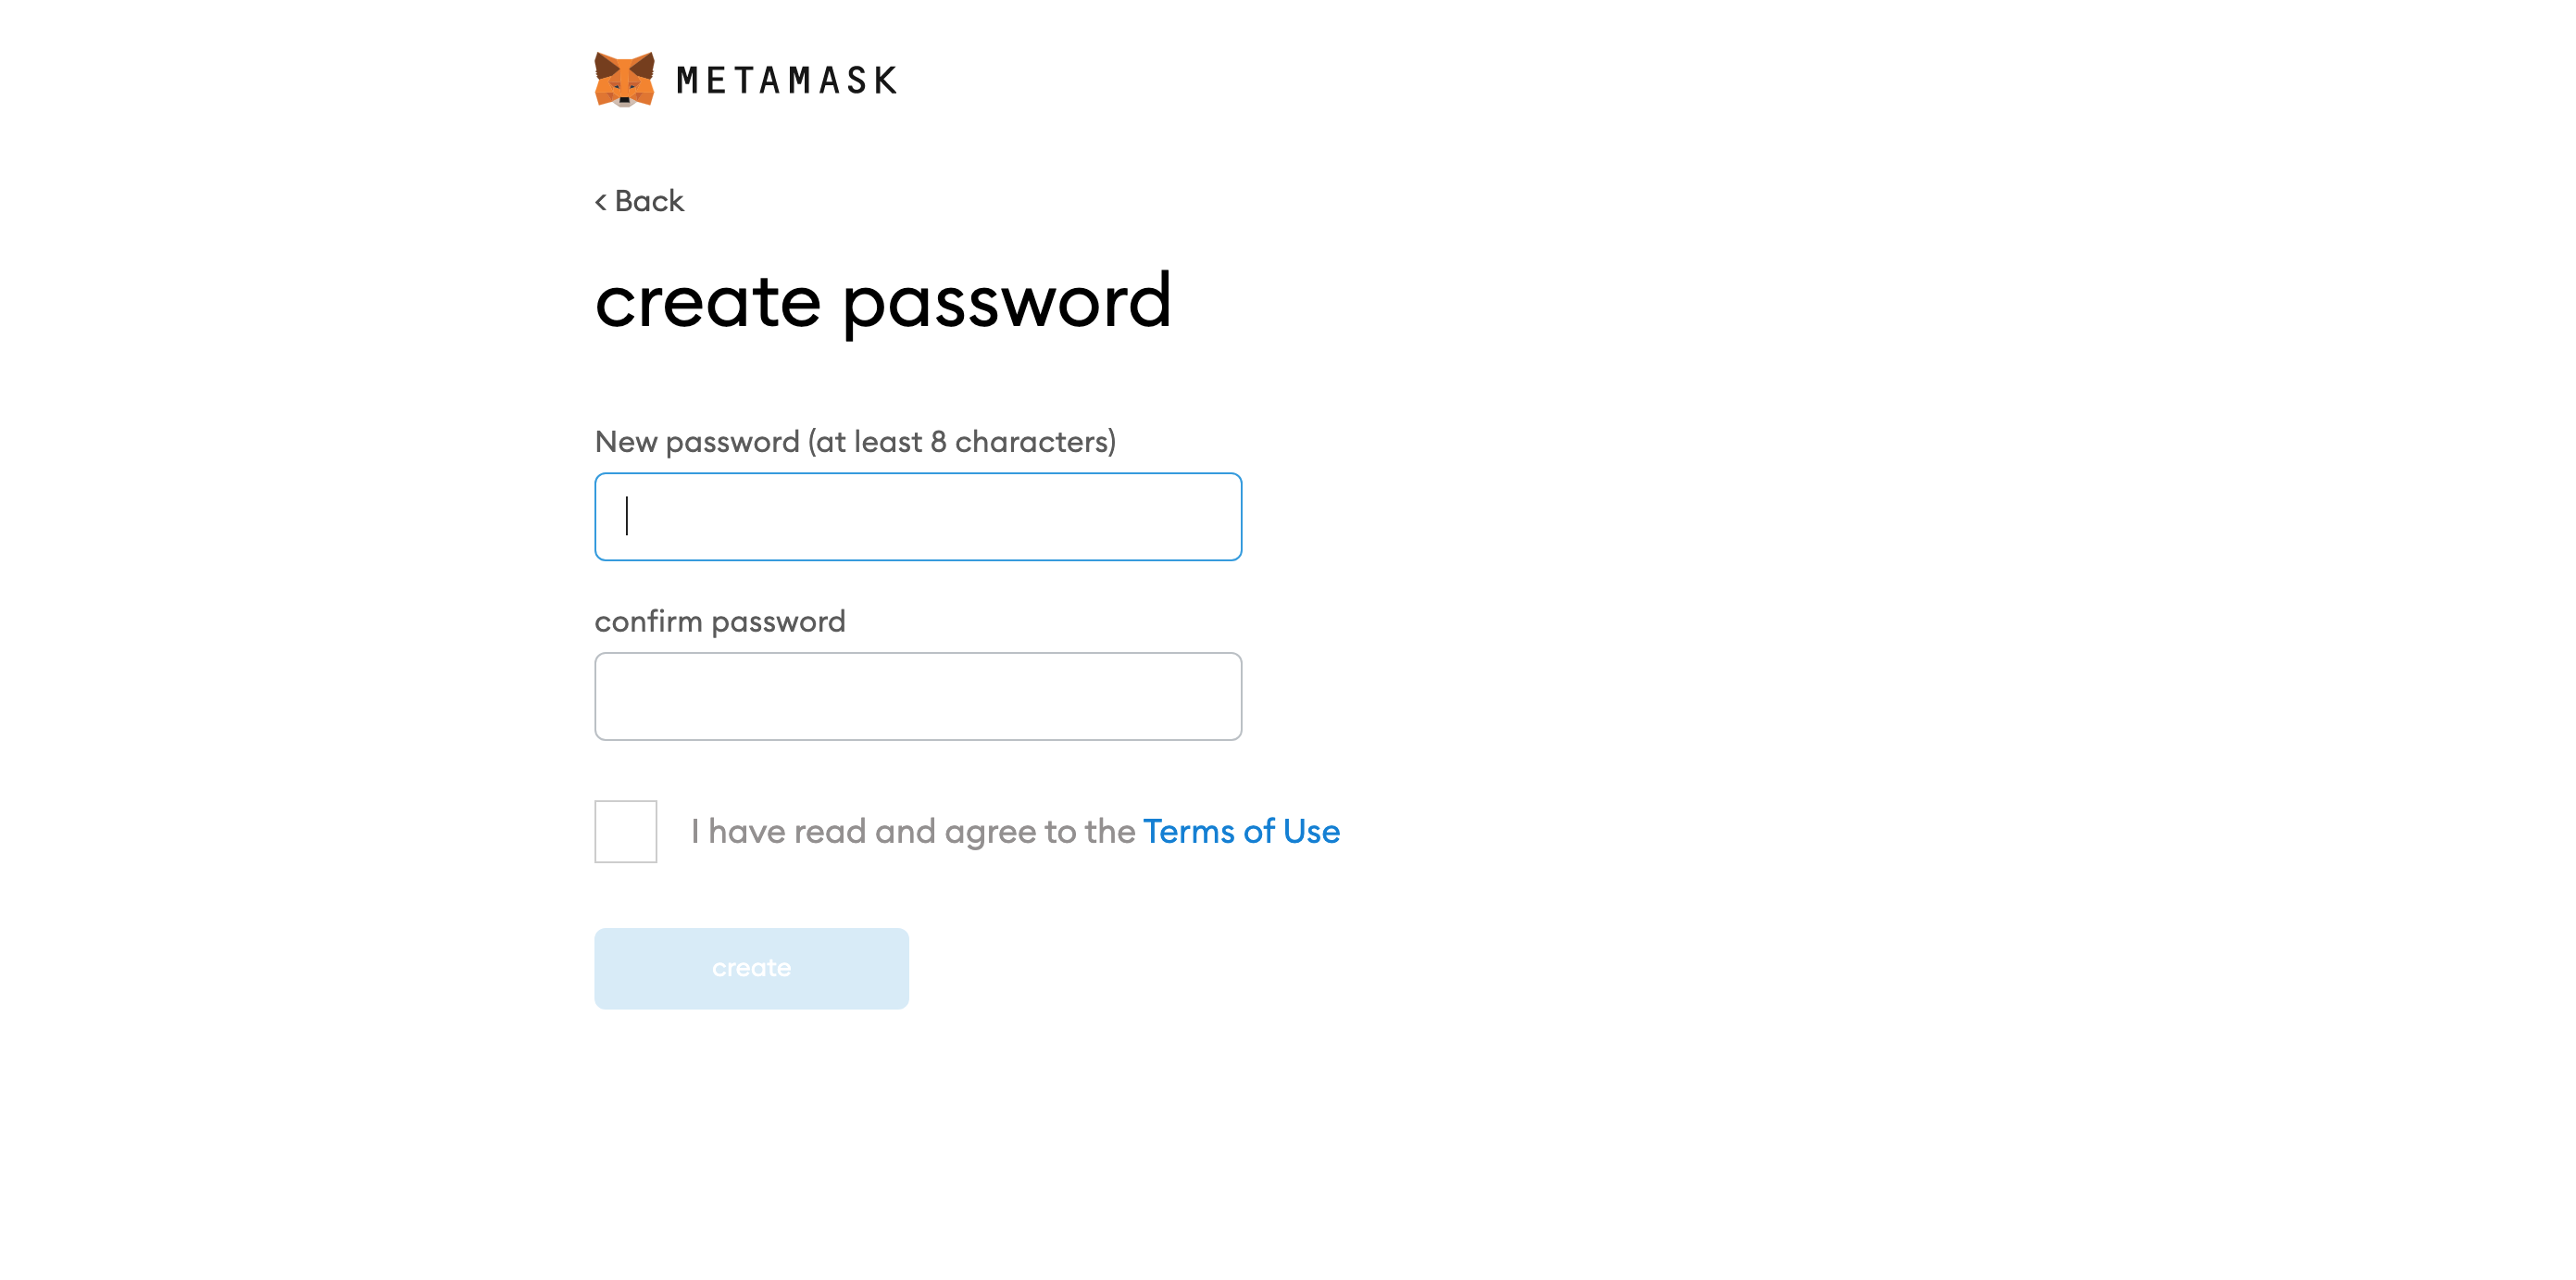 METAMASK
< Back
create password
New password (at least 8 characters)
confirm password
I have read and agree to the Terms of Use
create